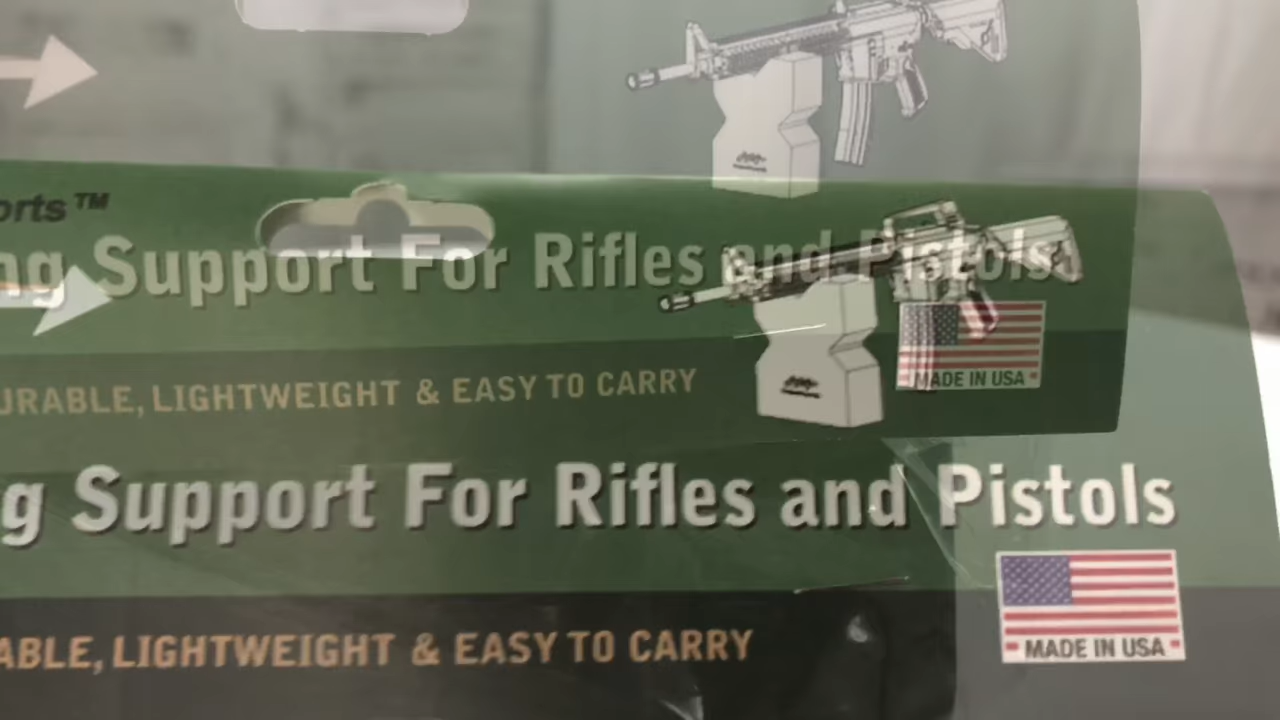 orts™
ng Support For Rifles and Pistols
MADE IN USA
URABLE, LIGHTWEIGHT & EASY TO CARRY
g Support For Rifles and Pistols
MADE IN USA
ABLE, LIGHTWEIGHT & EASY TO CARRY